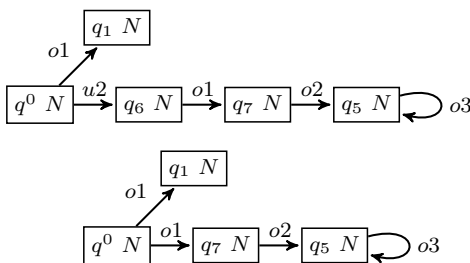 q₁ N
o1
q⁰ N u2 q₆ N o1 q₇ N o2 q₅ N o3
q₁ N
o1
q⁰ N o1 q₇ N o2 q₅ N o3